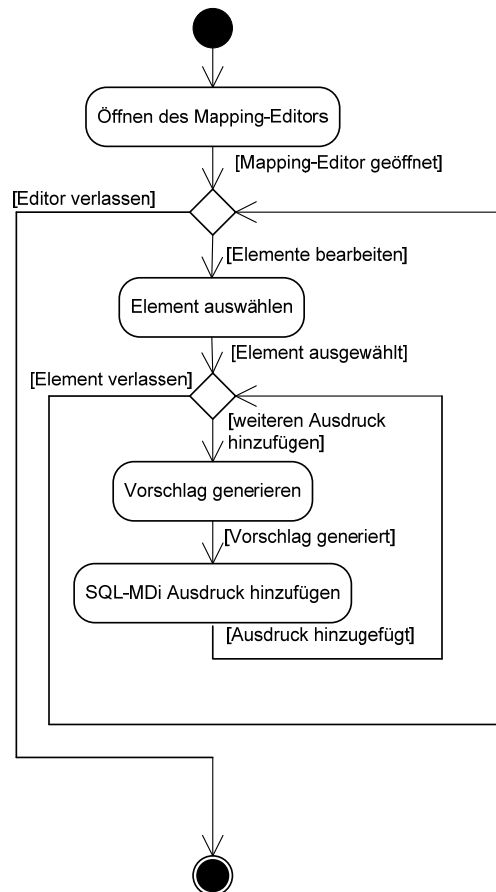 Öffnen des Mapping-Editors
[Mapping-Editor geöffnet]
[Editor verlassen]
[Elemente bearbeiten]
Element auswählen
[Element ausgewählt]
[Element verlassen]
[weiteren Ausdruck
hinzufügen]
Vorschlag generieren
[Vorschlag generiert]
SQL-MDi Ausdruck hinzufügen
[Ausdruck hinzugefügt]